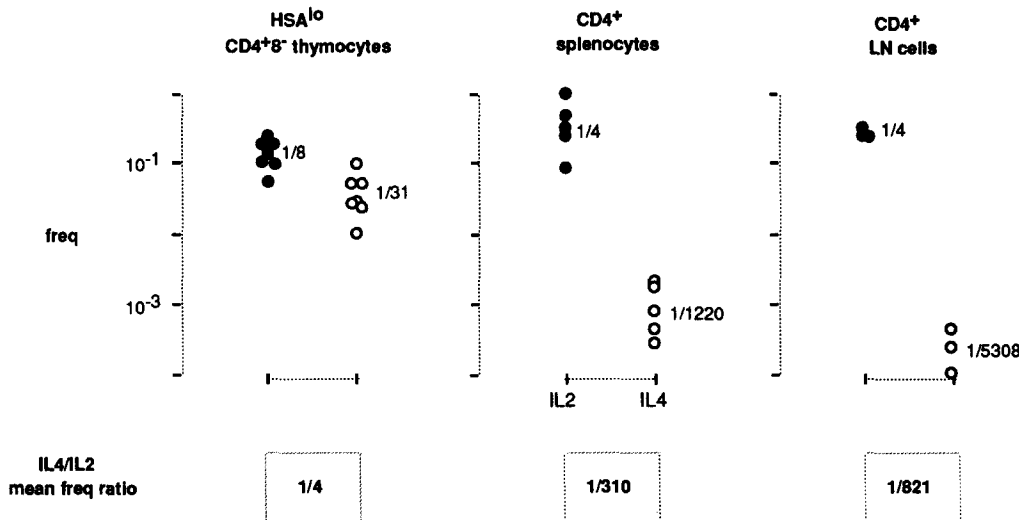 HSAlo
CD4+8- thymocytes
CD4+
splenocytes
CD4+
LN cells
10-1
freq
10-3
1/8
1/31
1/4
1/1220
1/4
1/5308
IL2 IL4
IL4/IL2
mean freq ratio
1/4
1/310
1/821